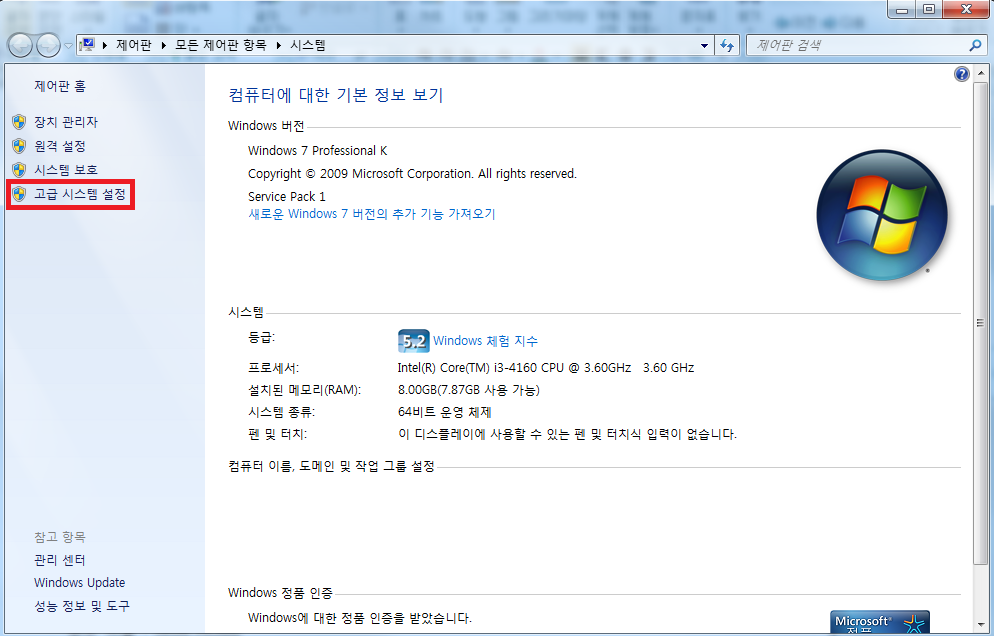 제어판 ▸ 모든 제어판 항목 ▸ 시스템
제어판 검색
제어판 홈
장치 관리자
원격 설정
시스템 보호
고급 시스템 설정
참고 항목
관리 센터
Windows Update
성능 정보 및 도구
컴퓨터에 대한 기본 정보 보기
Windows 버전
Windows 7 Professional K
Copyright © 2009 Microsoft Corporation. All rights reserved.
Service Pack 1
새로운 Windows 7 버전의 추가 기능 가져오기
시스템
등급: 5.2 Windows 체험 지수
프로세서: Intel(R) Core(TM) i3-4160 CPU @ 3.60GHz 3.60 GHz
설치된 메모리(RAM): 8.00GB(7.87GB 사용 가능)
시스템 종류: 64비트 운영 체제
펜 및 터치: 이 디스플레이에 사용할 수 있는 펜 및 터치식 입력이 없습니다.
컴퓨터 이름, 도메인 및 작업 그룹 설정
Windows 정품 인증
Windows에 대한 정품 인증을 받았습니다.
Microsoft®